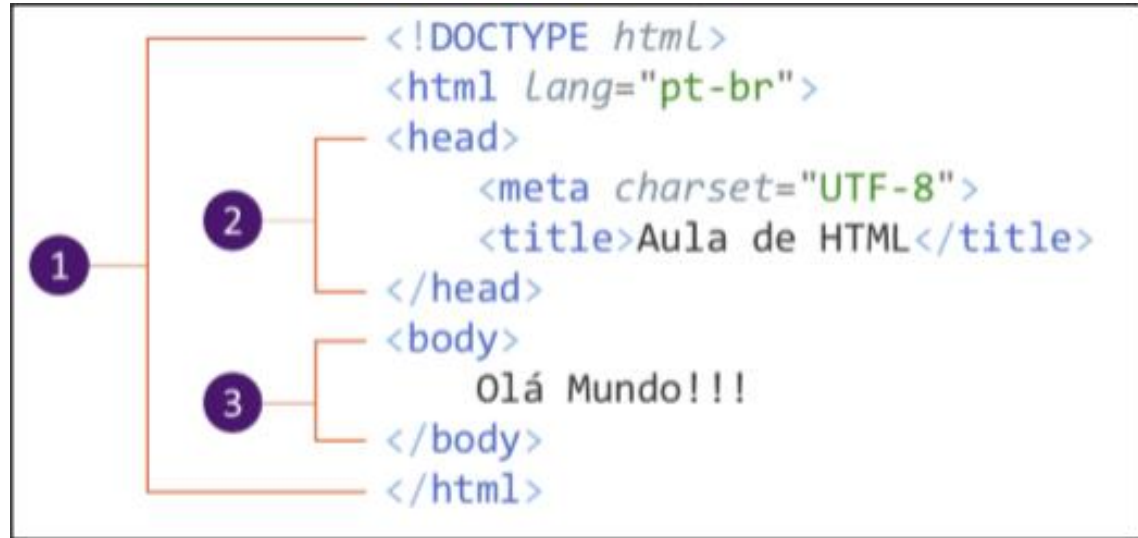 <!DOCTYPE html>
<html lang="pt-br">
<head>
<meta charset="UTF-8">
2
<title>Aula de HTML</title>
1
</head>
<body>
3
Olá Mundo!!!
</body>
</html>